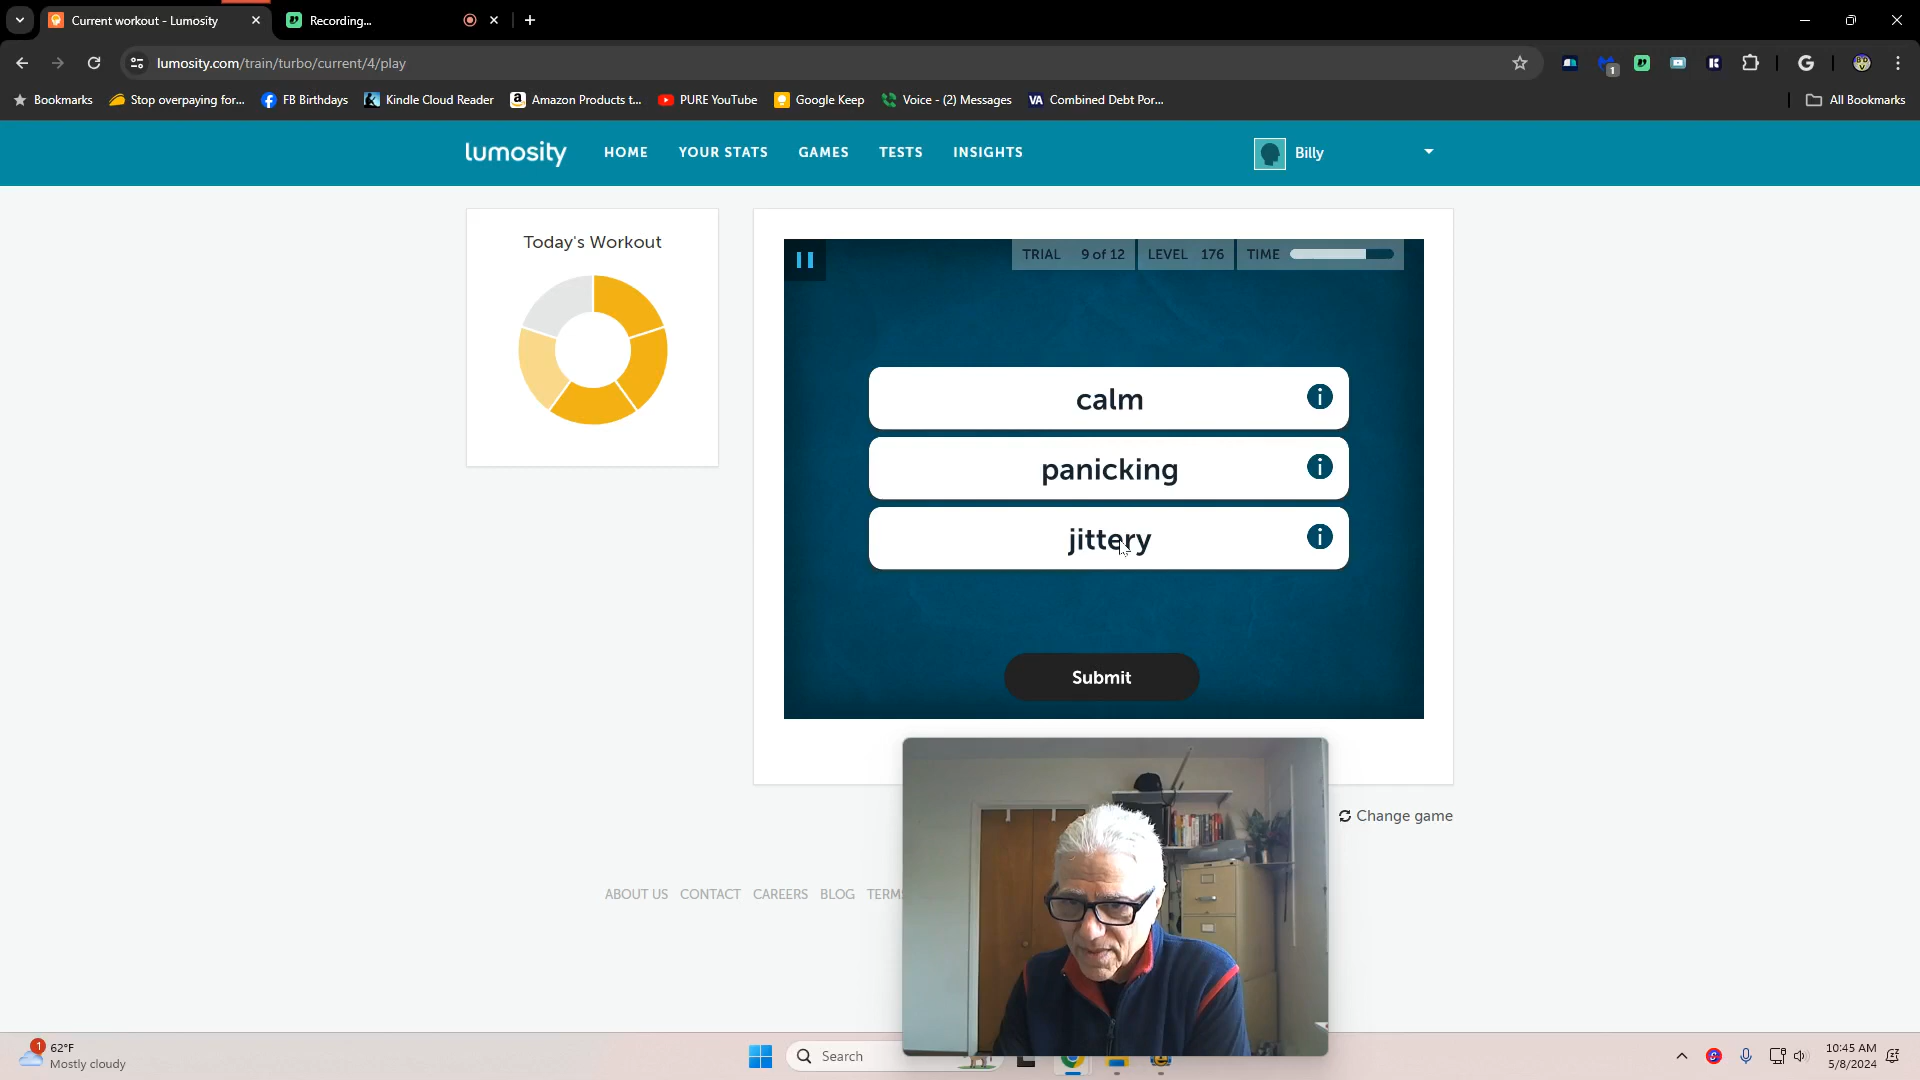 Current workout - Lumosity
Recording...
lumosity.com/train/turbo/current/4/play
1
Bookmarks
Stop overpaying for...
FB Birthdays
Kindle Cloud Reader
Amazon Products t...
PURE YouTube
Google Keep
Voice - (2) Messages
VA Combined Debt Por...
All Bookmarks
lumosity
HOME
YOUR STATS
GAMES
TESTS
INSIGHTS
Billy
Today's Workout
TRIAL 9 of 12
LEVEL 176
TIME
calm
panicking
jittery
Submit
Change game
ABOUT US
CONTACT
CAREERS
BLOG
1
62°F
Mostly cloudy
Search
10:45 AM
5/8/2024